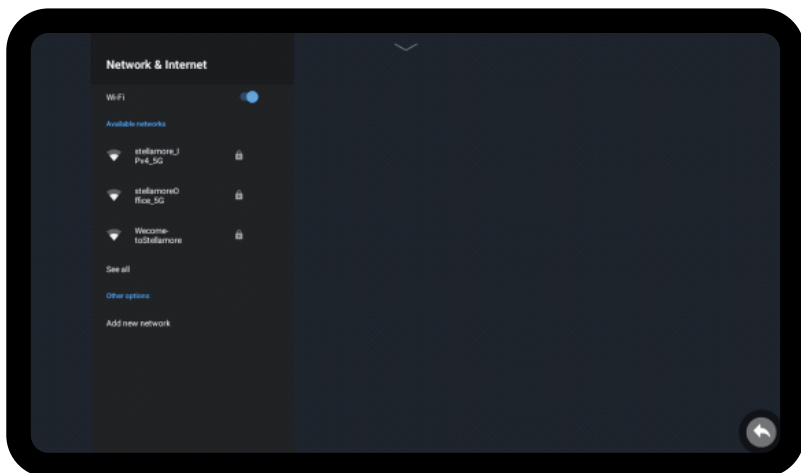 Network & Internet
Wi-Fi
Available networks
stellamore_I
Pv4_5G
stellamoreO
ffice_5G
Wecome-
toStellamore
See all
Other options
Add new network